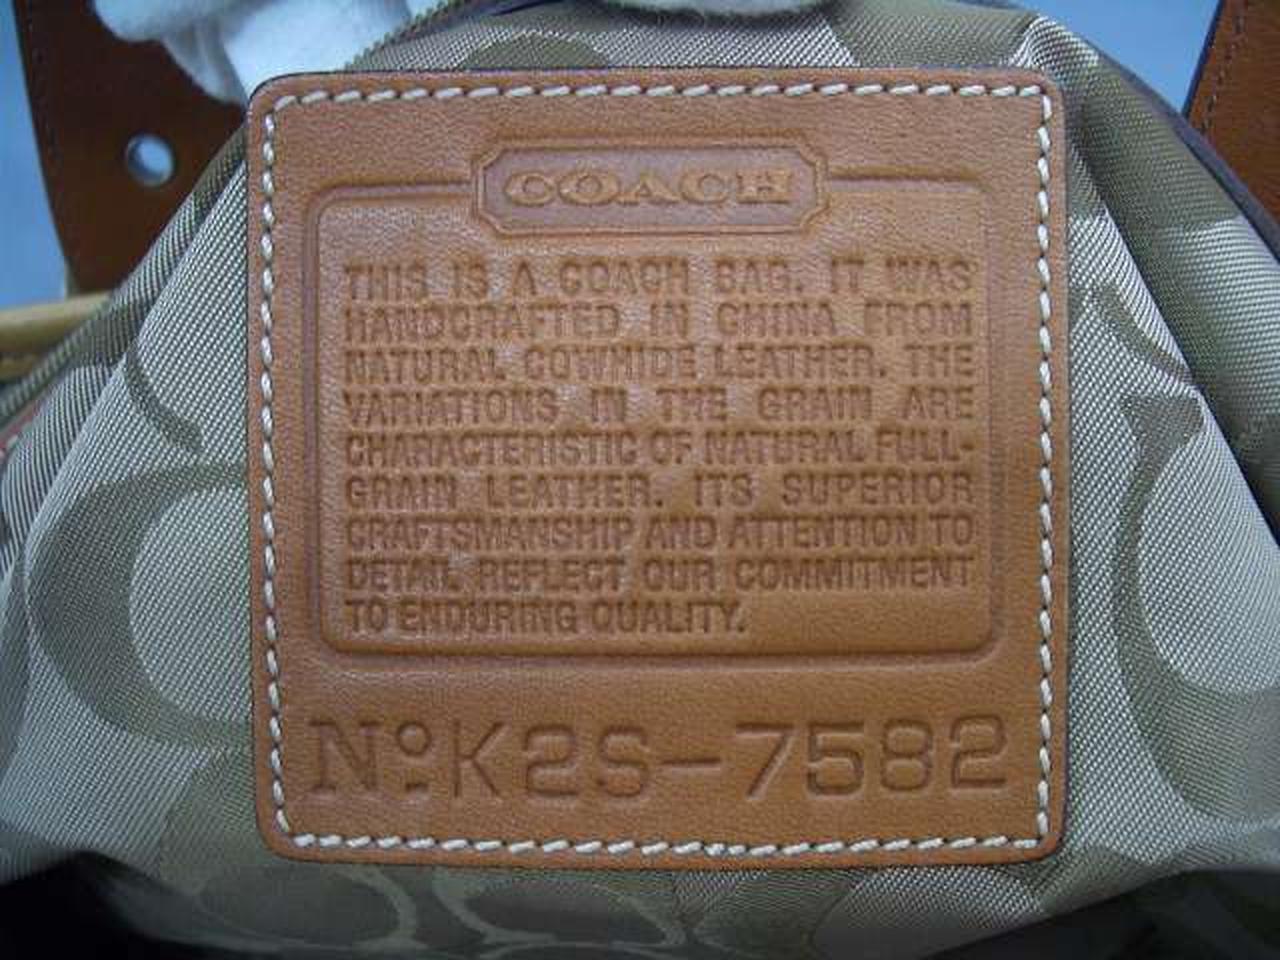 COACH
THIS IS A COACH BAG. IT WAS
HANDCRAFTED IN CHINA FROM
NATURAL COWHIDE LEATHER. THE
VARIATIONS IN THE GRAIN ARE
CHARACTERISTIC OF NATURAL FULL-
GRAIN LEATHER. ITS SUPERIOR
CRAFTSMANSHIP AND ATTENTION TO
DETAIL REFLECT OUR COMMITMENT
TO ENDURING QUALITY.
Nº K2S-7582